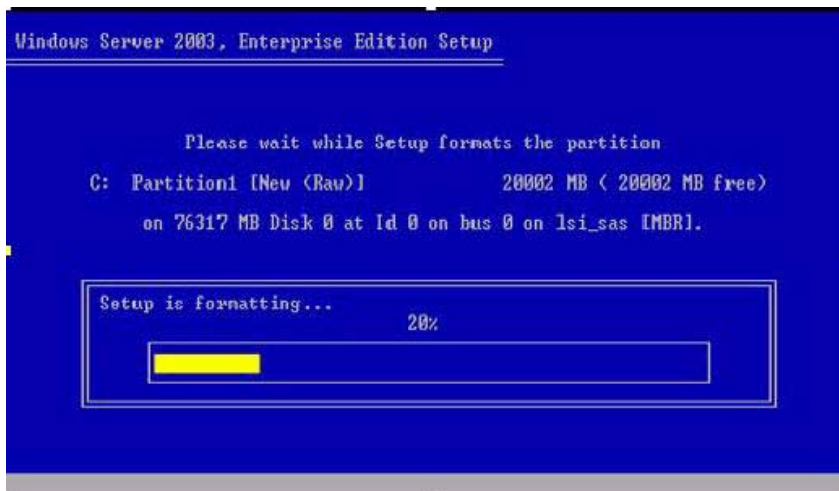 Windows Server 2003, Enterprise Edition Setup
Please wait while Setup formats the partition
C: Partition1 [New (Raw)] 20002 MB ( 20002 MB free)
on 76317 MB Disk 0 at Id 0 on bus 0 on lsi_sas [MBR].
Setup is formatting...
20%